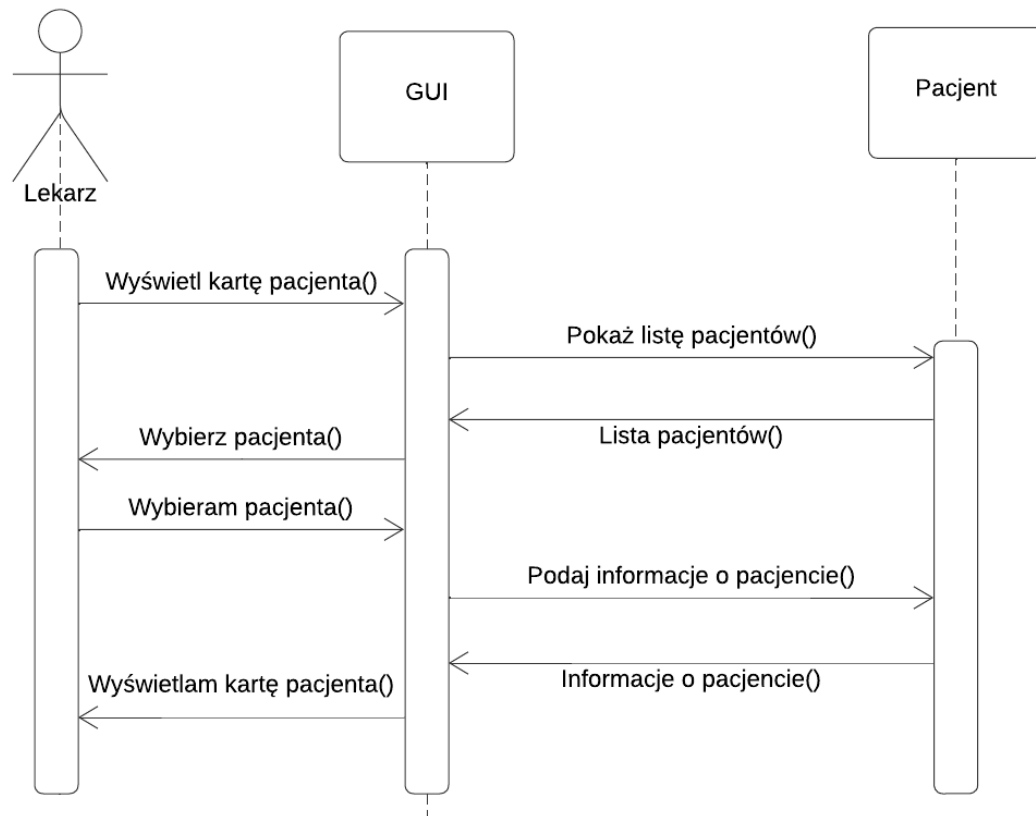 GUI
Pacjent
Lekarz
Wyświetl kartę pacjenta()
Pokaż listę pacjentów()
Lista pacjentów()
Wybierz pacjenta()
Wybieram pacjenta()
Podaj informacje o pacjencie()
Informacje o pacjencie()
Wyświetlam kartę pacjenta()